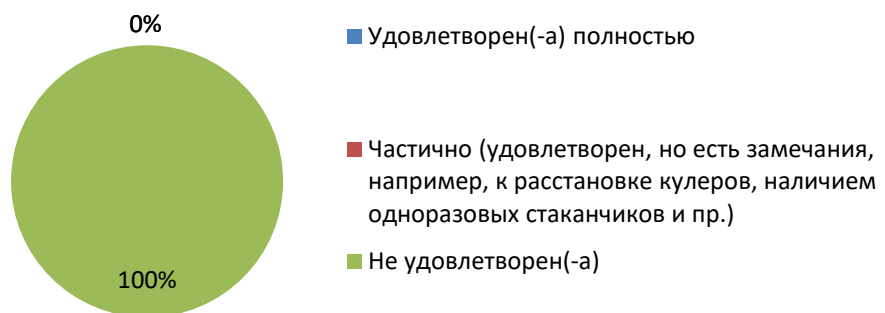 0%
100%
Удовлетворен(-а) полностью
Частично (удовлетворен, но есть замечания,
например, к расстановке кулеров, наличием
одноразовых стаканчиков и пр.)
Не удовлетворен(-а)